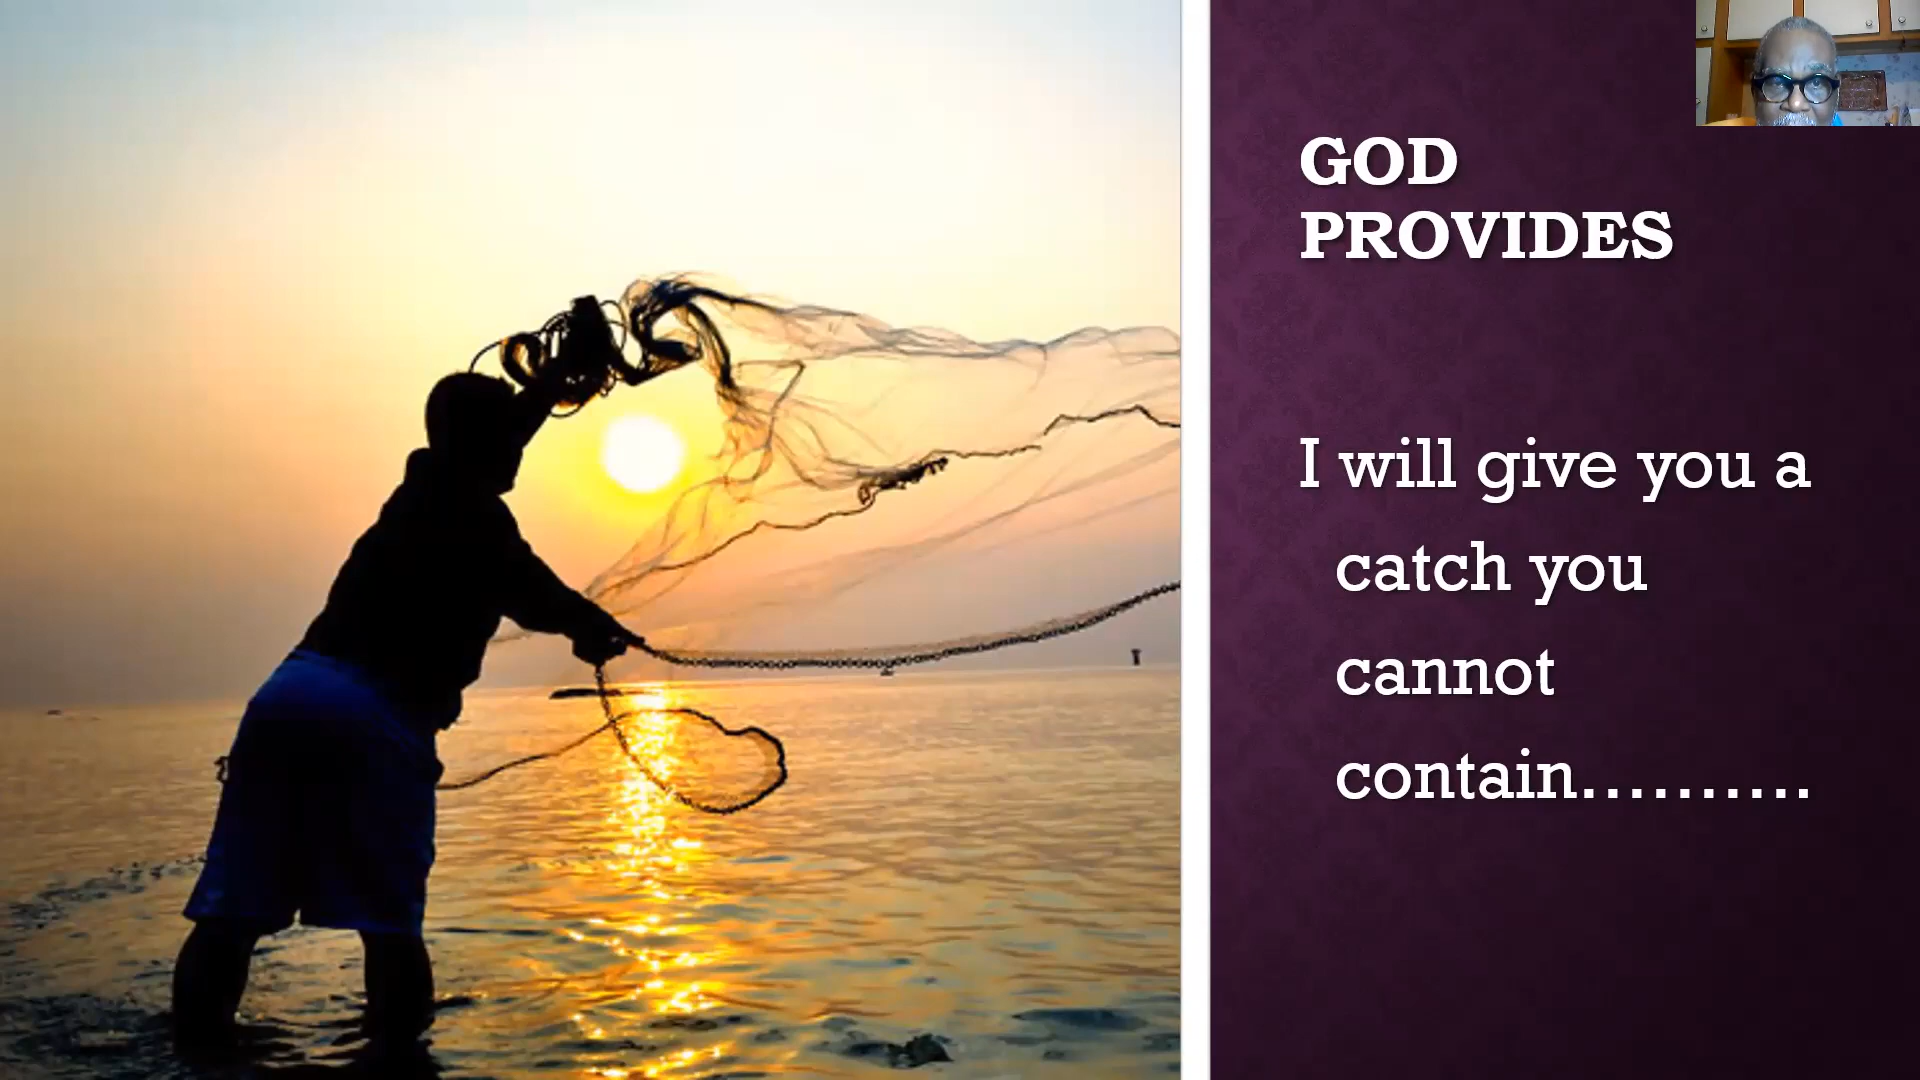 GOD
PROVIDES
I will give you a
catch you
cannot
contain..........